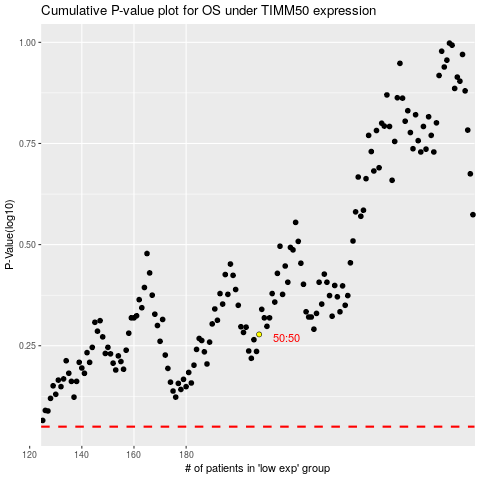 Cumulative P-value plot for OS under TIMM50 expression
1.00
0.75
0.50
0.25
P-Value(log10)
50:50
120 140 160 180
# of patients in 'low exp' group